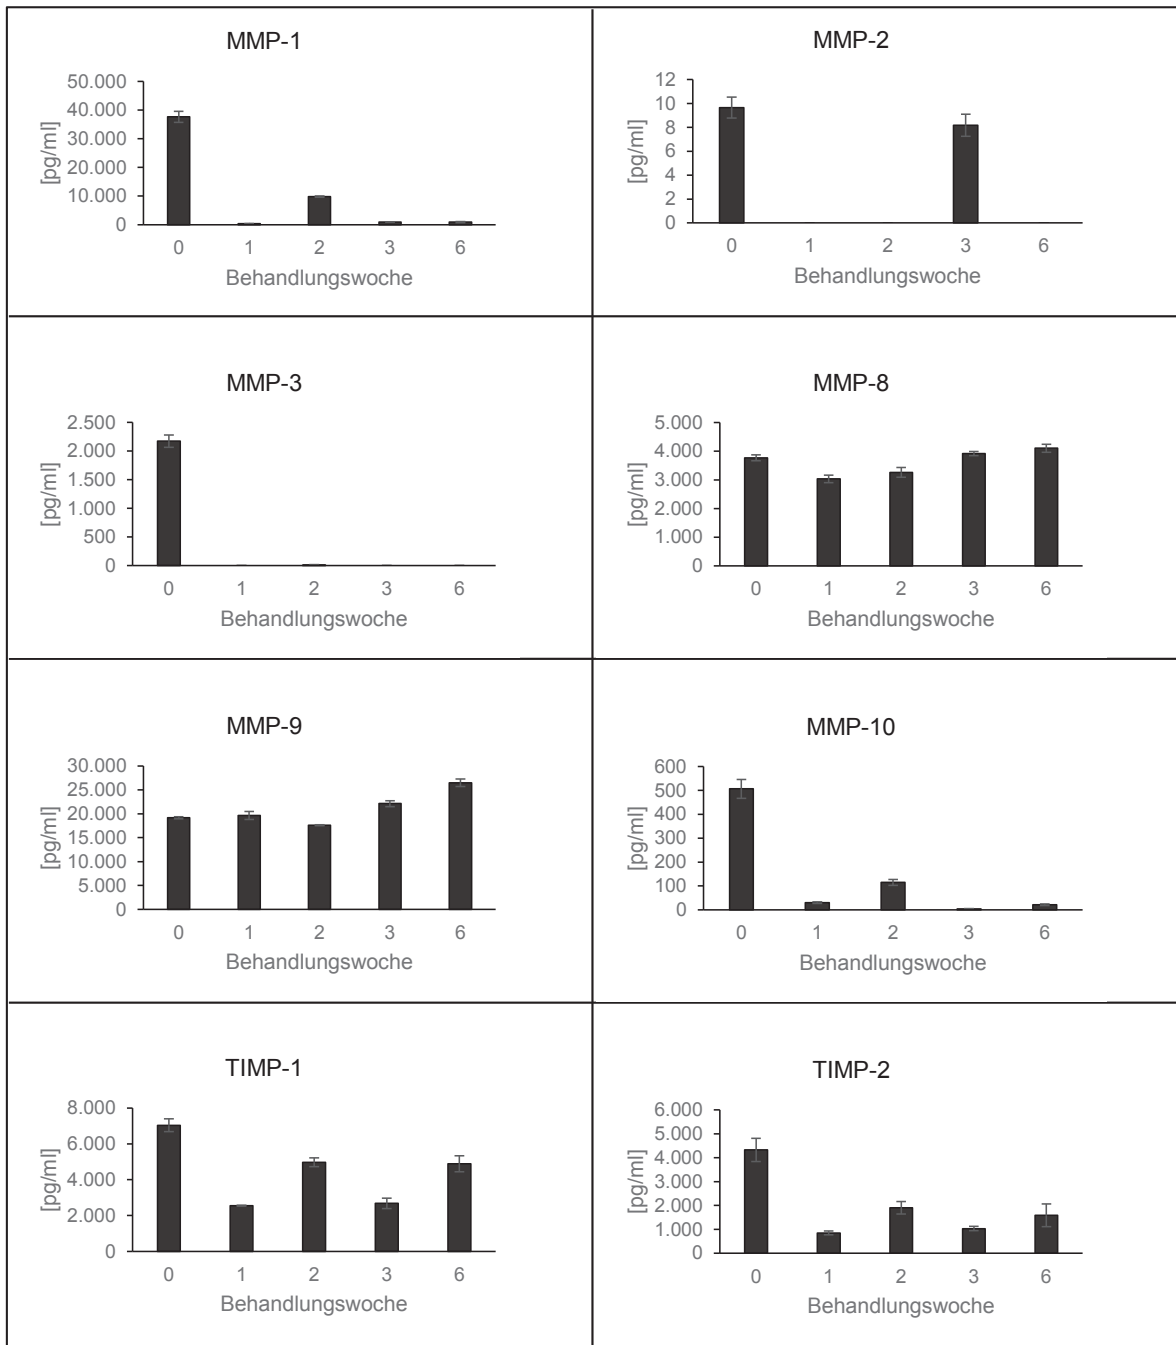 MMP-1
50.000
40.000
30.000
20.000
10.000
0
[pg/ml]
0 1 2 3 6
Behandlungswoche
MMP-2
12
10
8
6
4
2
0
[pg/ml]
0 1 2 3 6
Behandlungswoche
MMP-3
2.500
2.000
1.500
1.000
500
0
[pg/ml]
0 1 2 3 6
Behandlungswoche
MMP-8
5.000
4.000
3.000
2.000
1.000
0
[pg/ml]
0 1 2 3 6
Behandlungswoche
MMP-9
30.000
25.000
20.000
15.000
10.000
5.000
0
[pg/ml]
0 1 2 3 6
Behandlungswoche
MMP-10
600
500
400
300
200
100
0
[pg/ml]
0 1 2 3 6
Behandlungswoche
TIMP-1
8.000
6.000
4.000
2.000
0
[pg/ml]
0 1 2 3 6
Behandlungswoche
TIMP-2
6.000
5.000
4.000
3.000
2.000
1.000
0
[pg/ml]
0 1 2 3 6
Behandlungswoche